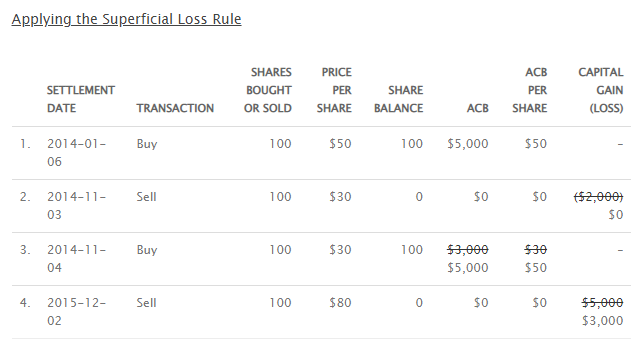 Applying the Superficial Loss Rule
SHARES PRICE ACB CAPITAL
SETTLEMENT BOUGHT PER SHARE PER GAIN
DATE TRANSACTION OR SOLD SHARE BALANCE ACB SHARE (LOSS)
1. 2014-01- Buy 100 $50 100 $5,000 $50 –
06
2. 2014-11- Sell 100 $30 0 $0 $0 ($2,000)
03 $0
3. 2014-11- Buy 100 $30 100 $3,000 $30 –
04 $5,000 $50
4. 2015-12- Sell 100 $80 0 $0 $0 $5,000
02 $3,000